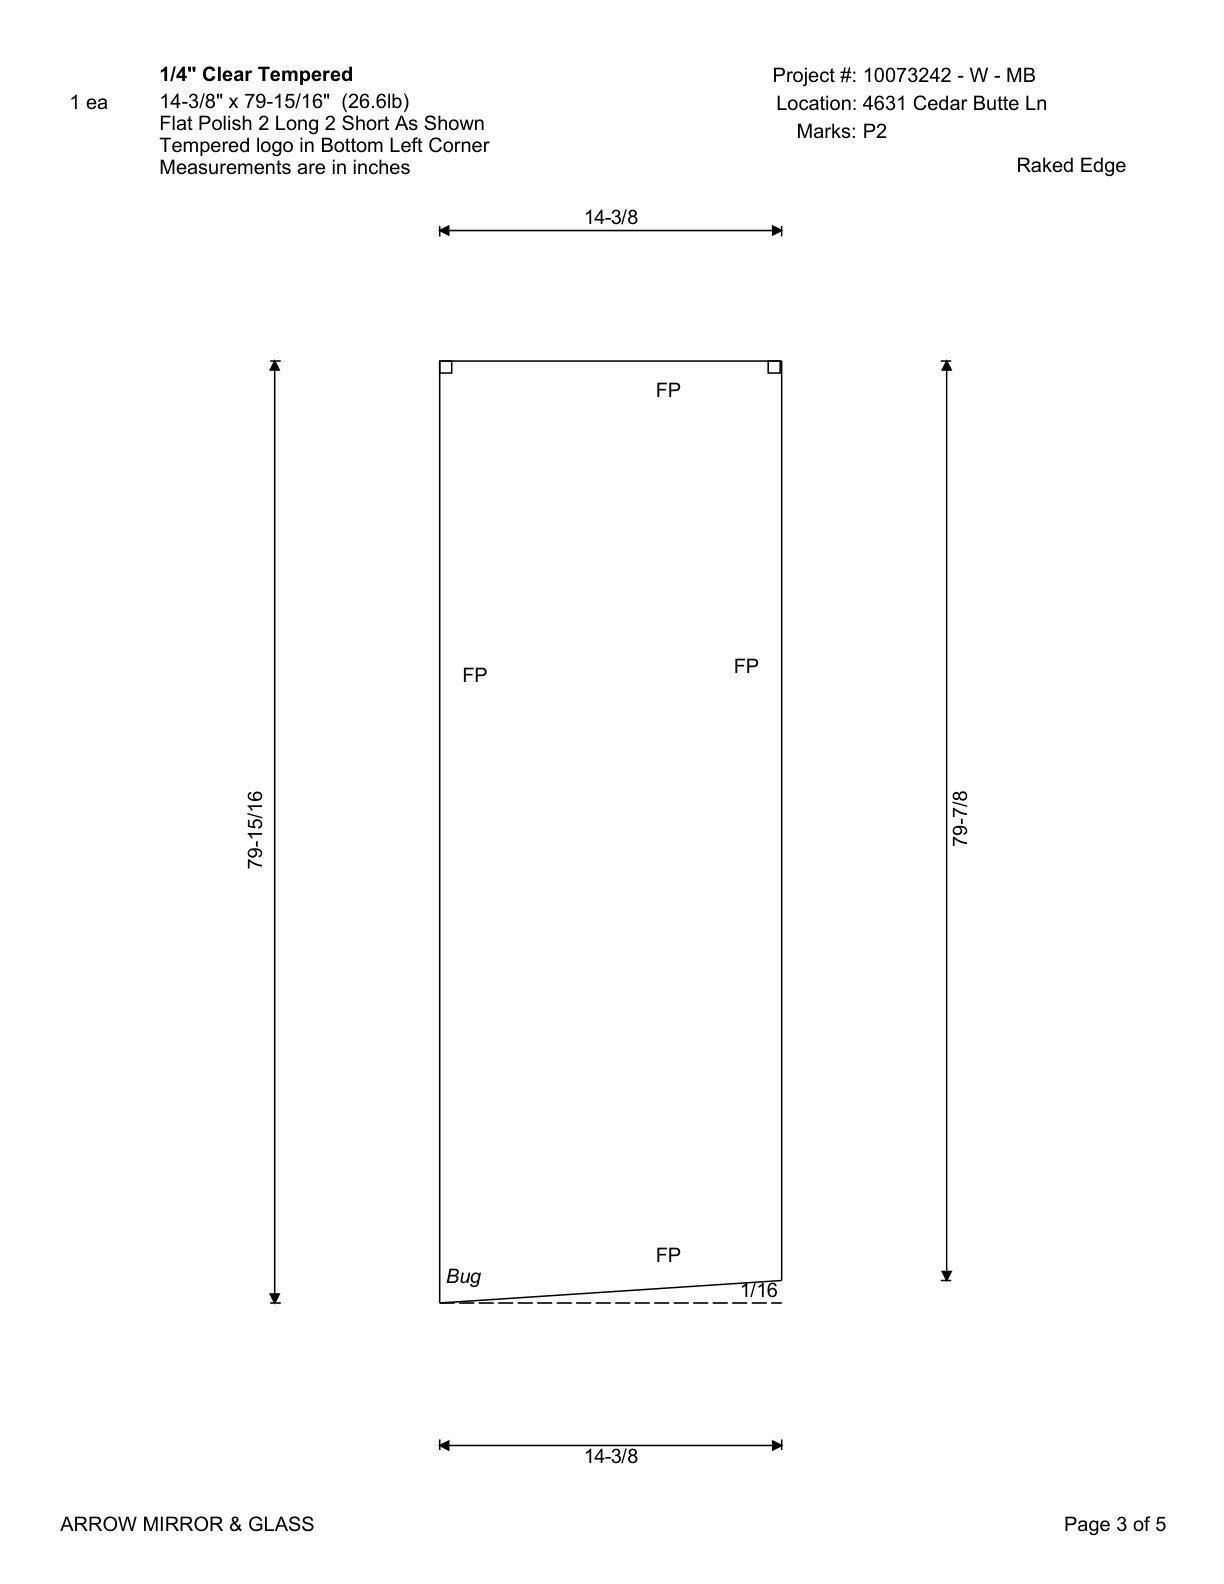 1/4" Clear Tempered
1 ea
14-3/8" x 79-15/16" (26.6lb)
Flat Polish 2 Long 2 Short As Shown
Tempered logo in Bottom Left Corner
Measurements are in inches
Project #: 10073242 - W - MB
Location: 4631 Cedar Butte Ln
Marks: P2
Raked Edge
14-3/8
FP
FP
FP
79-15/16
79-7/8
FP
Bug
1/16
14-3/8
ARROW MIRROR & GLASS
Page 3 of 5